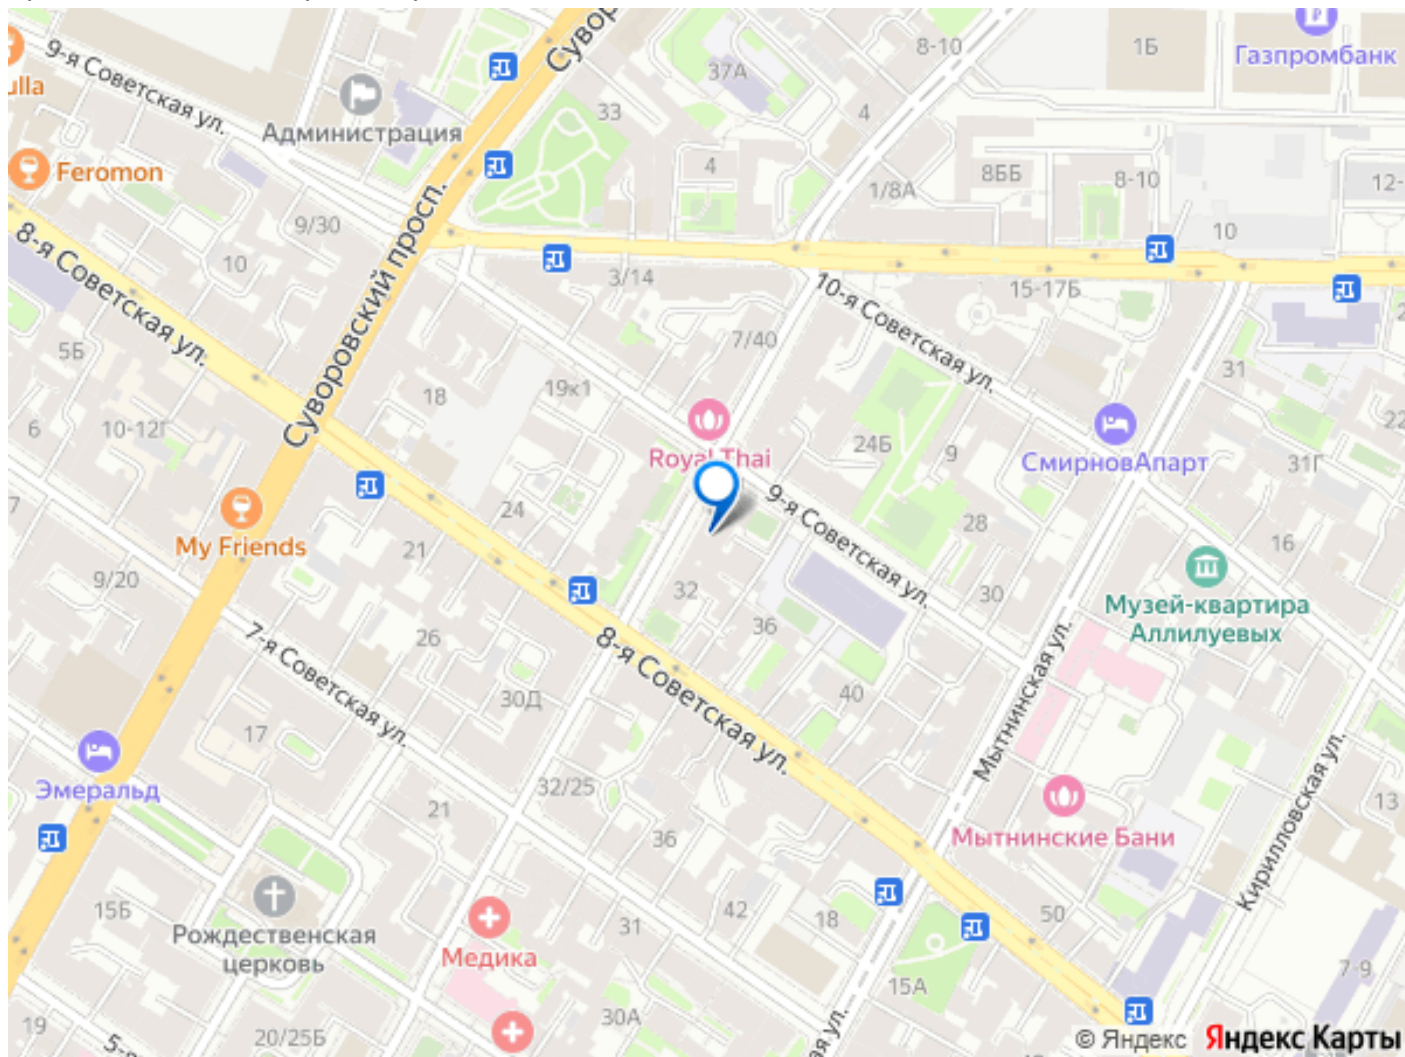 8-10
1Б
Газпромбанк
37А
9-я Советская ул.
ulla
Администрация
33
4
4
8ББ
8-10
12-
1/8А
Feromon
9/30
10
10
8-я Советская ул.
Суворовский просп.
3/14
15-17Б
10-я Советская ул.
7/40
5Б
18
19к1
31
22
6
10-12Г
24Б
9
Royal Thai
СмирновАпарт
31Г
7
24
9-я Советская ул.
28
My Friends
21
16
9/20
32
30
Музей-квартира
Аллилуевых
26
36
7-я Советская ул.
8-я Советская ул.
Мытнинская ул.
30Д
40
17
Эмеральд
32/25
21
13
36
Мытнинские Бани
Кирилловская ул.
15Б
42
18
50
31
Рождественская
церковь
Медика
7-9
15А
19
30А
20/25Б
5-я
© Яндекс Яндекс Карты